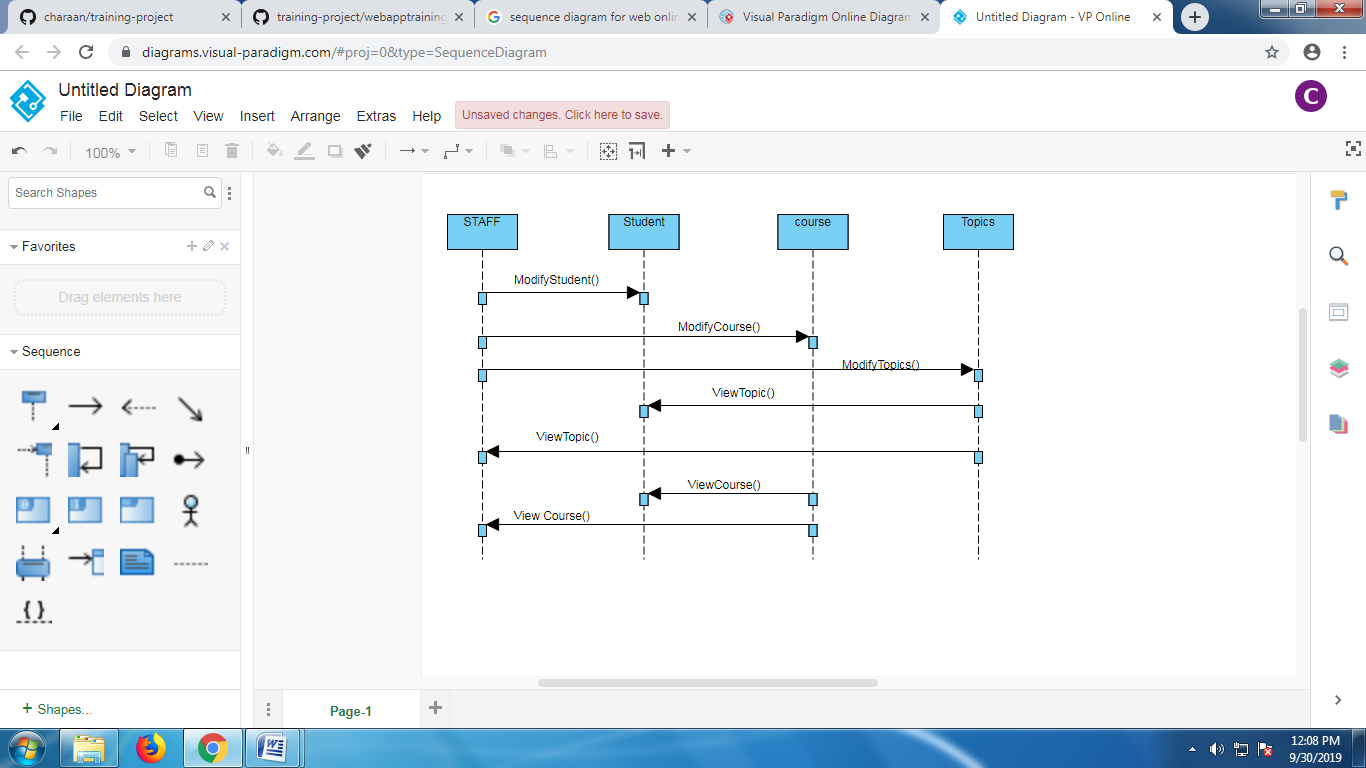 charaan/training-project
training-project/webapptraining
sequence diagram for web onlin
Visual Paradigm Online Diagram
Untitled Diagram - VP Online
diagrams.visual-paradigm.com/#proj=0&type=SequenceDiagram
Untitled Diagram
C
File Edit Select View Insert Arrange Extras Help
Unsaved changes. Click here to save.
100%
Search Shapes
Favorites
Drag elements here
Sequence
{ }
+ Shapes...
STAFF
Student
course
Topics
ModifyStudent()
ModifyCourse()
ModifyTopics()
ViewTopic()
ViewTopic()
ViewCourse()
View Course()
Page-1
12:08 PM
9/30/2019